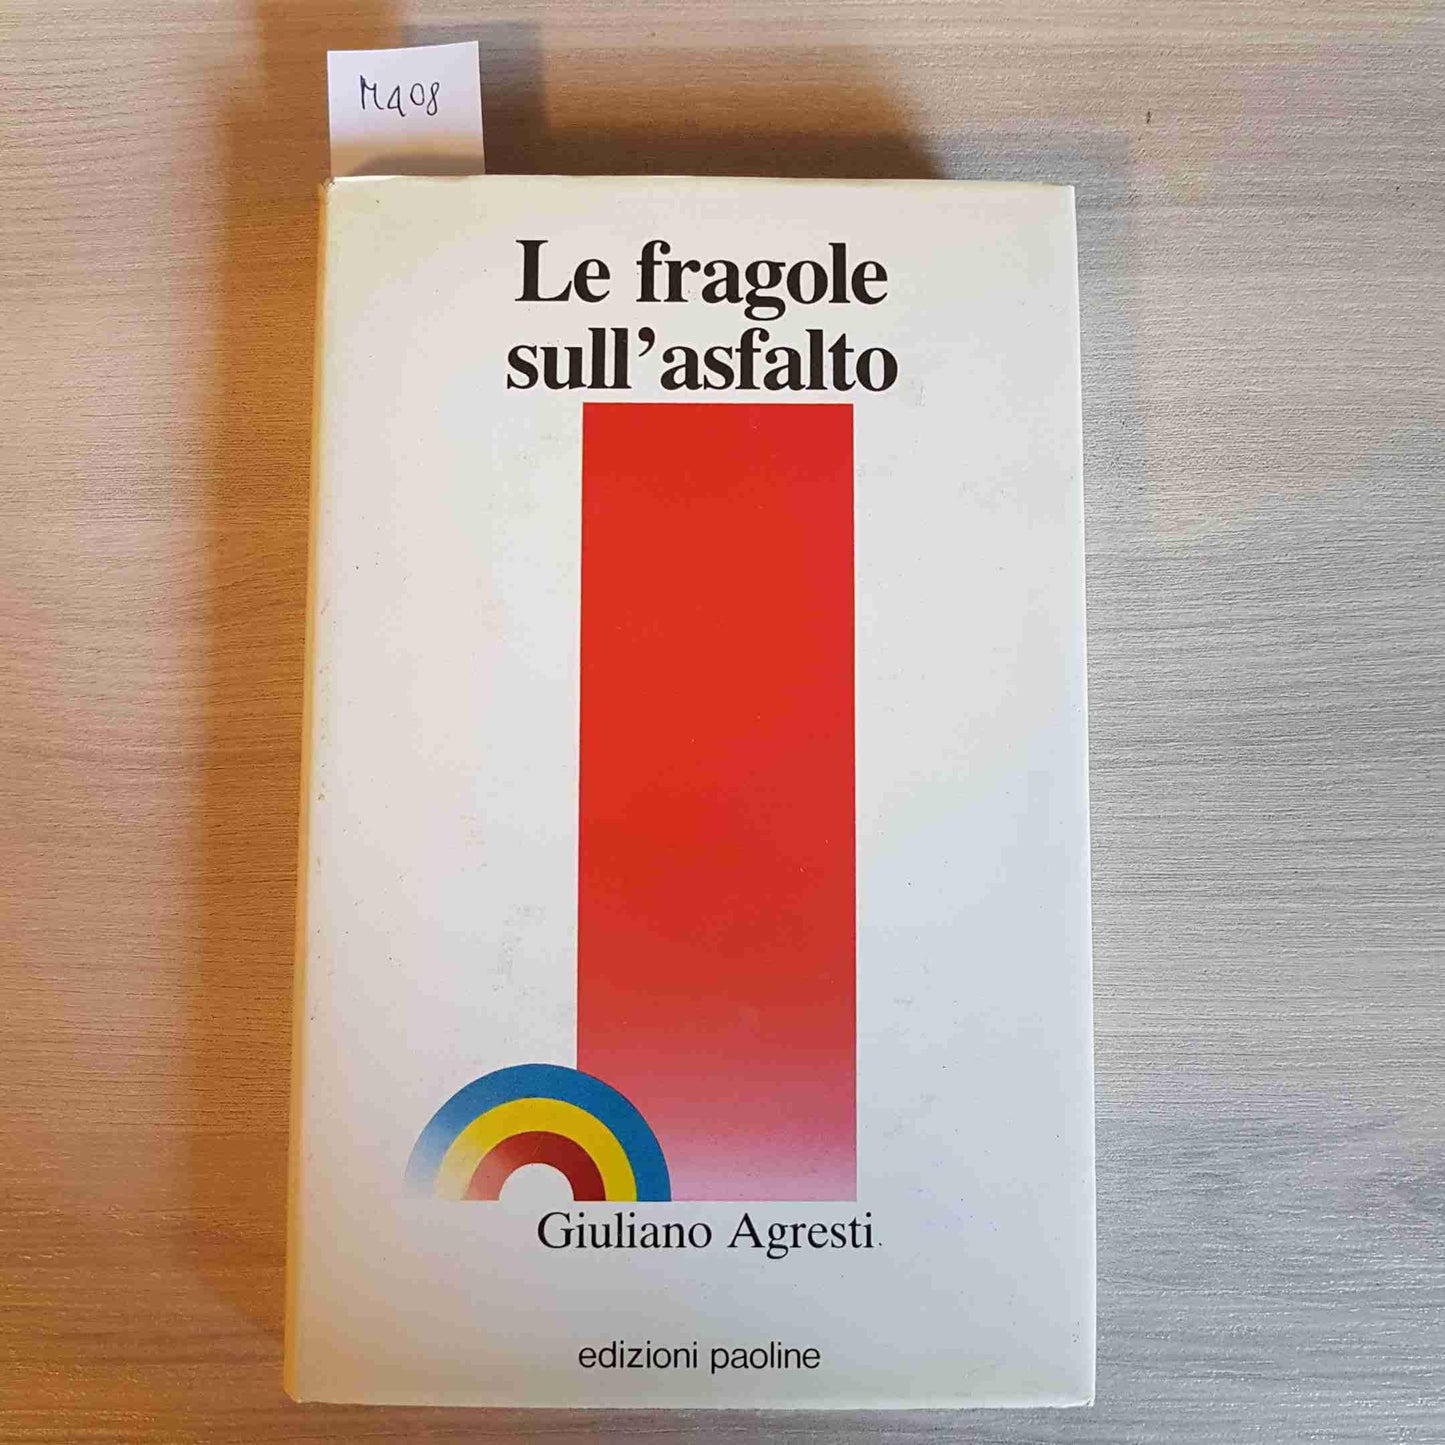 M408
Le fragole
sull'asfalto
Giuliano Agresti
edizioni paoline